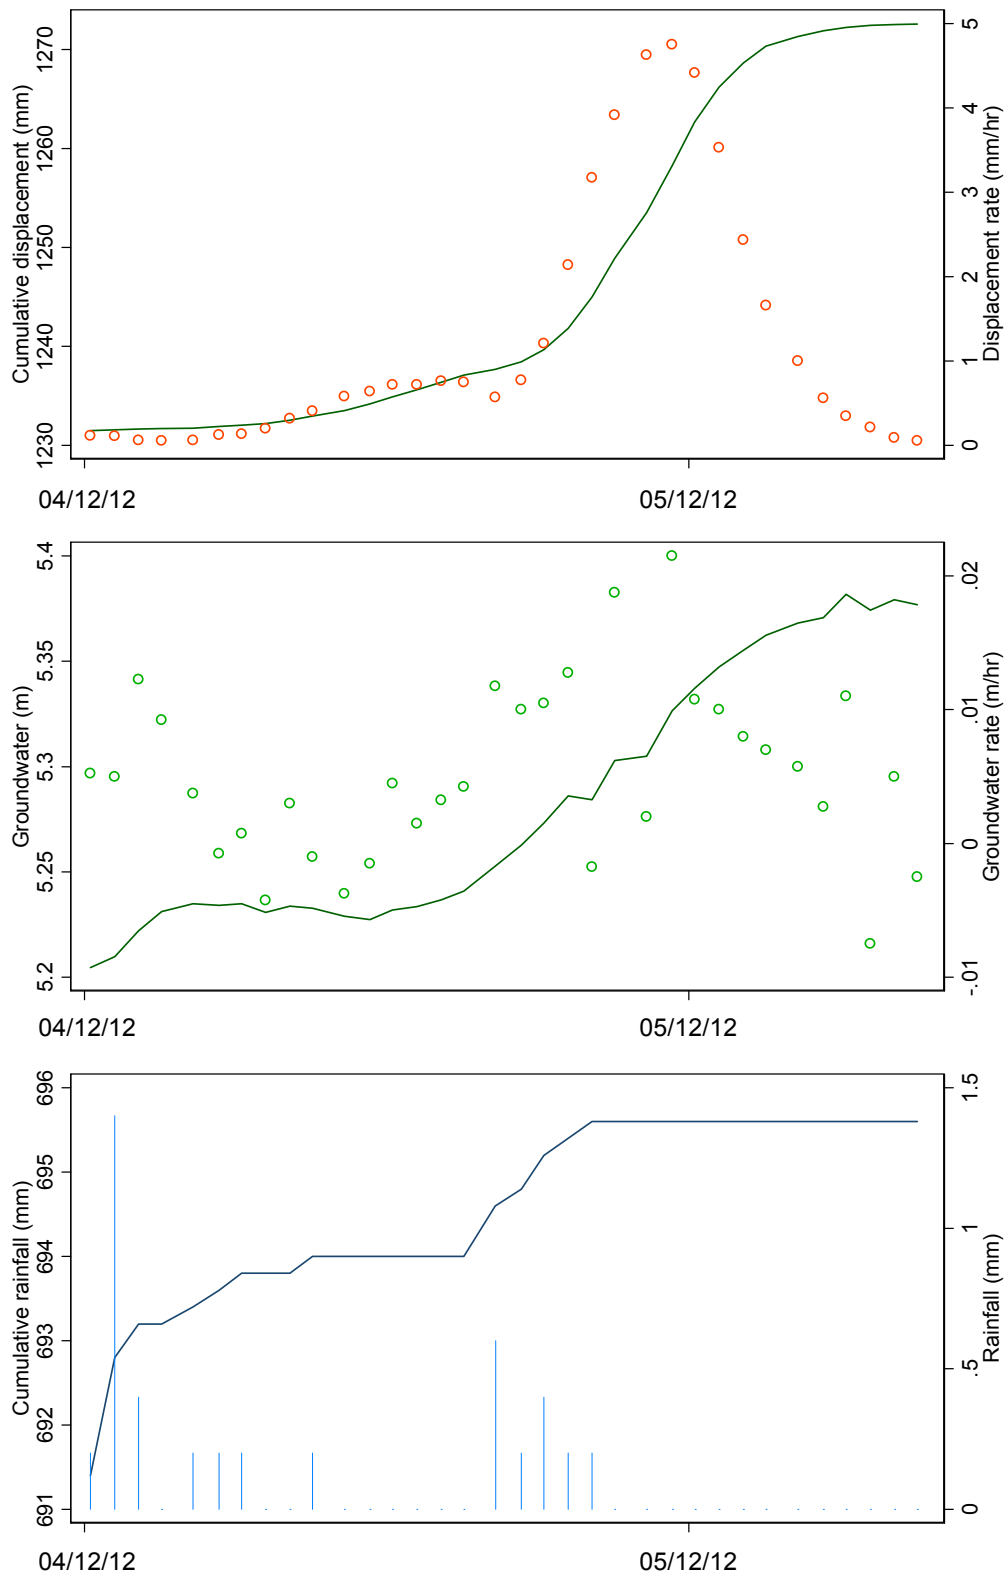 Cumulative displacement (mm)
1230 1240 1250 1260 1270
0 1 2 3 4 5
Displacement rate (mm/hr)
04/12/12 05/12/12
Groundwater (m)
5.2 5.25 5.3 5.35 5.4
-.01 0 .01 .02
Groundwater rate (m/hr)
04/12/12 05/12/12
Cumulative rainfall (mm)
691 692 693 694 695 696
0 .5 1 1.5
Rainfall (mm)
04/12/12 05/12/12